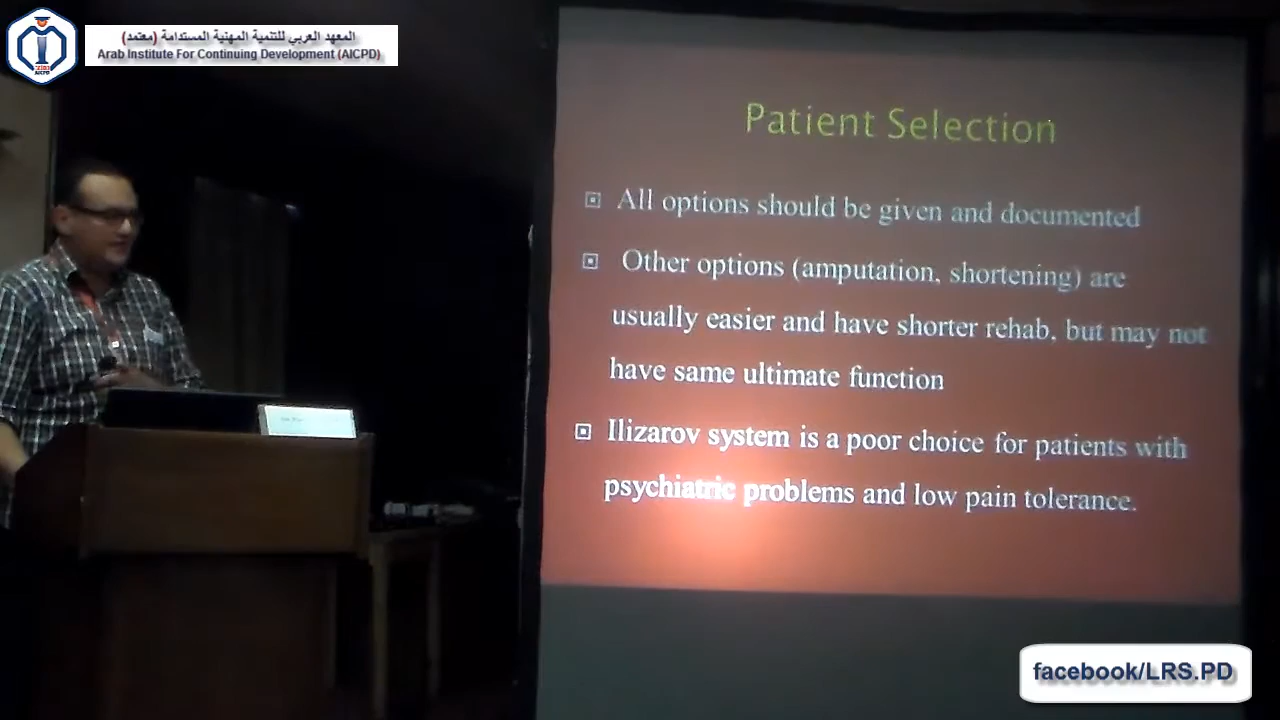 المعهد العربي للتنمية المهنية المستدامة (معتمد)
Arab Institute For Continuing Development (AICPD)
AICPD
Patient Selection
All options should be given and documented
Other options (amputation, shortening) are
usually easier and have shorter rehab, but may not
have same ultimate function
Ilizarov system is a poor choice for patients with
psychiatric problems and low pain tolerance.
facebook/LRS.PD